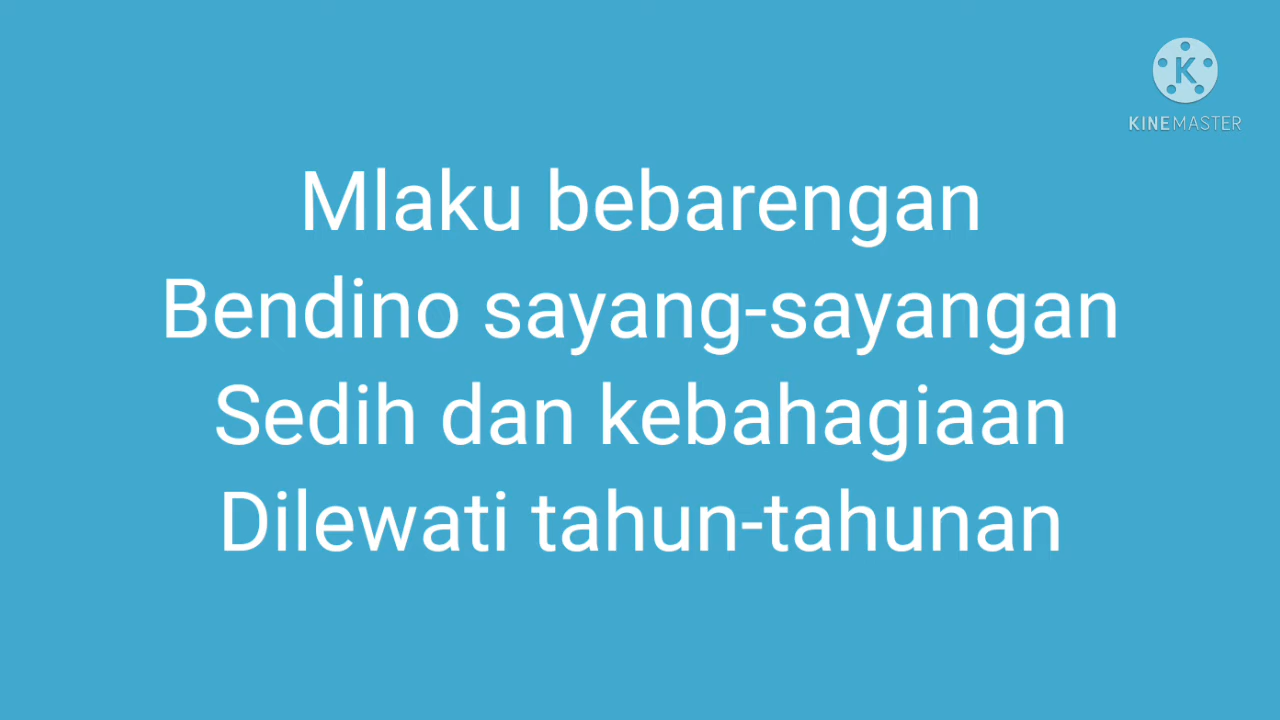 K
KINEMASTER
Mlaku bebarengan
Bendino sayang-sayangan
Sedih dan kebahagiaan
Dilewati tahun-tahunan